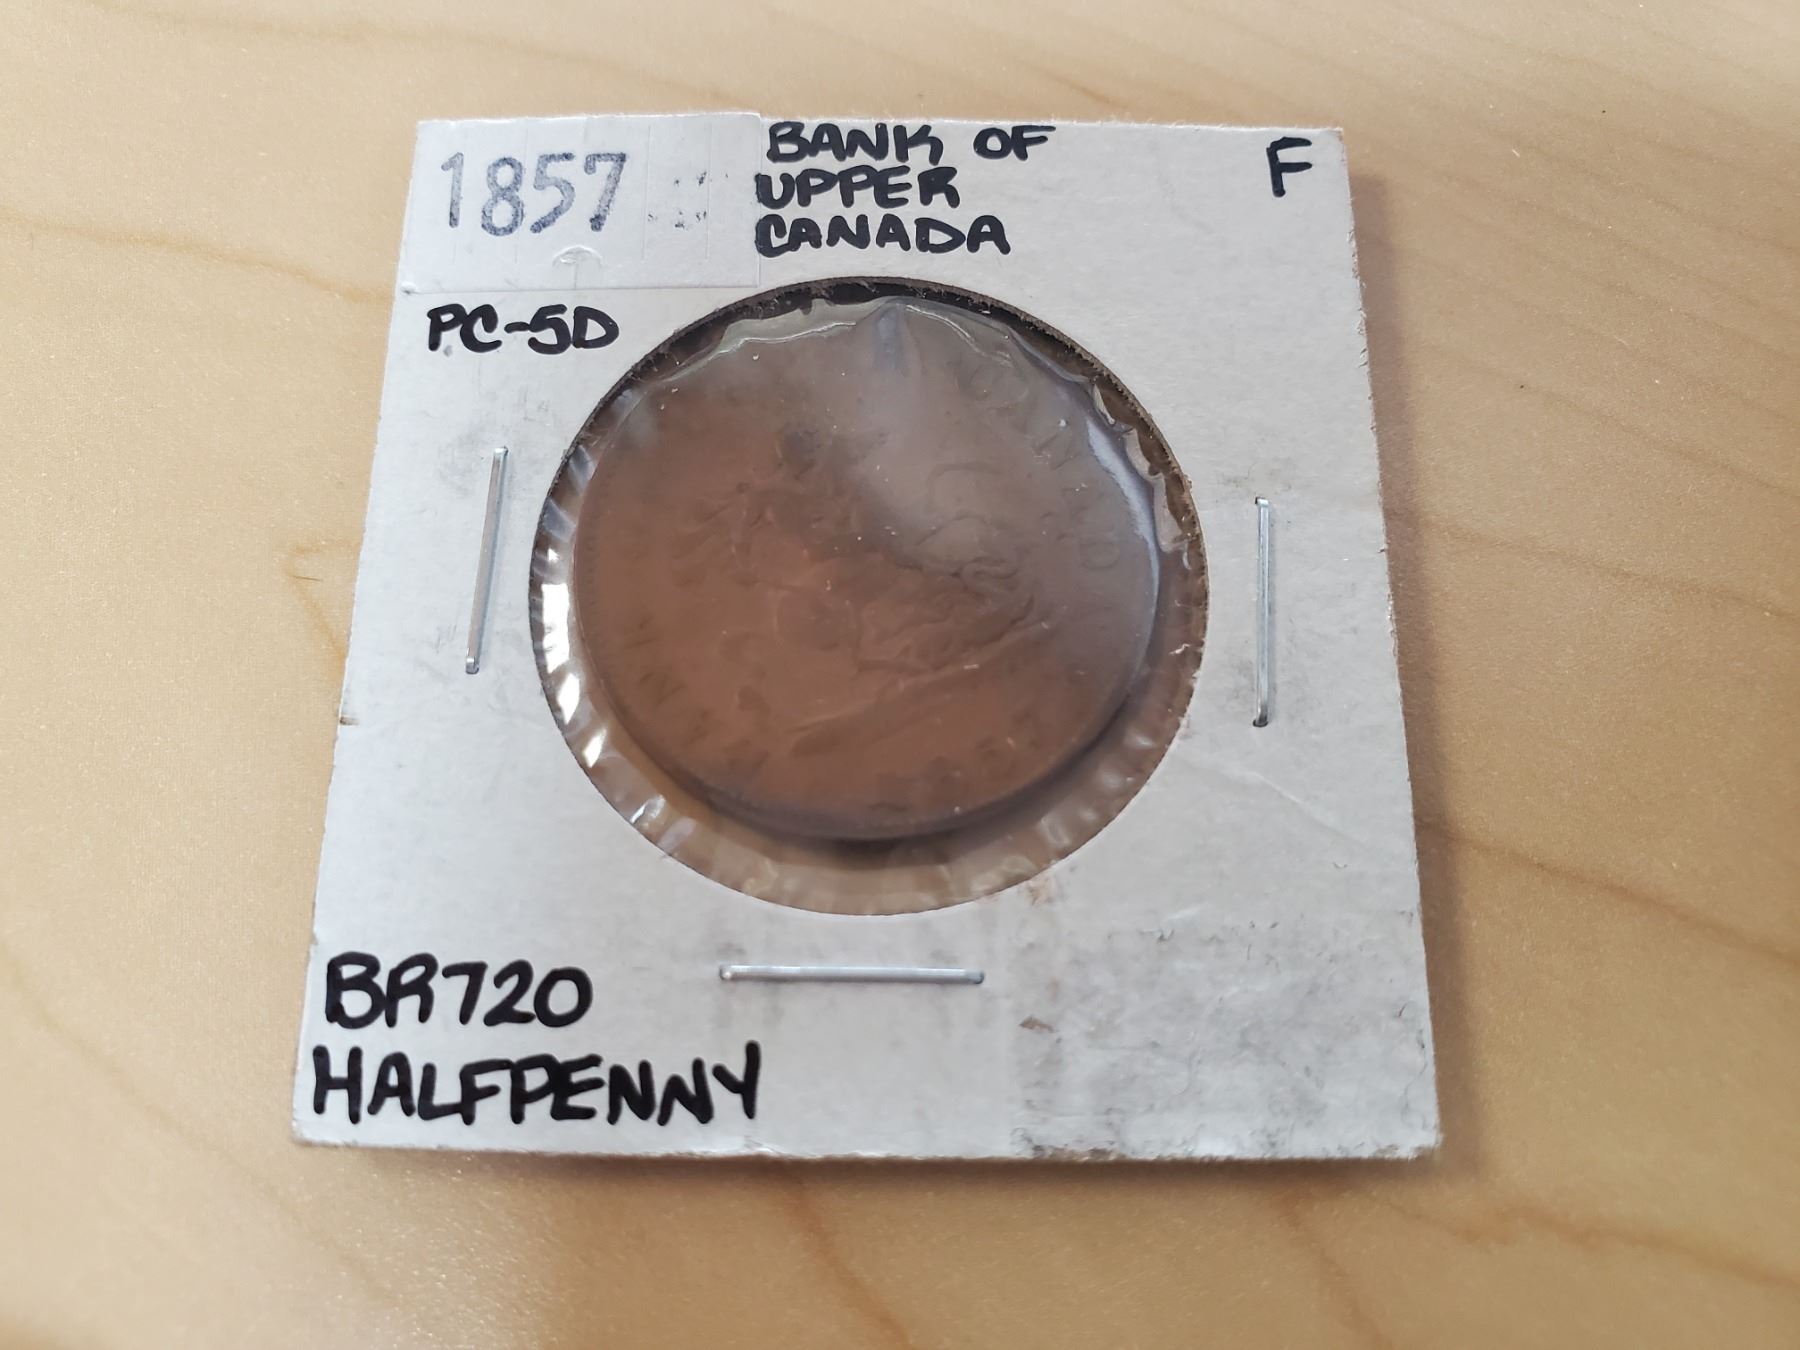 1857
BANK OF
UPPER
CANADA
F
PC-5D
BR720
HALFPENNY